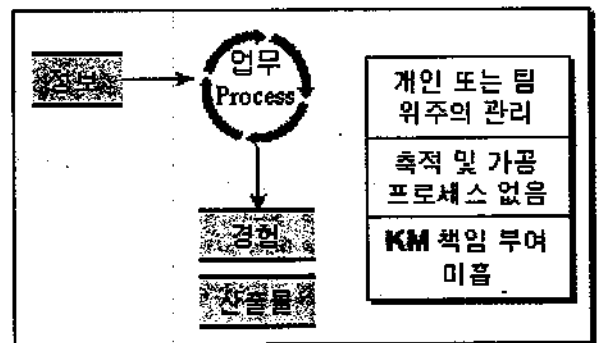 정보
업무
Process
경험
산출물
개인 또는 팀
위주의 관리
축적 및 가공
프로세스 없음
KM 책임 부여
미흡